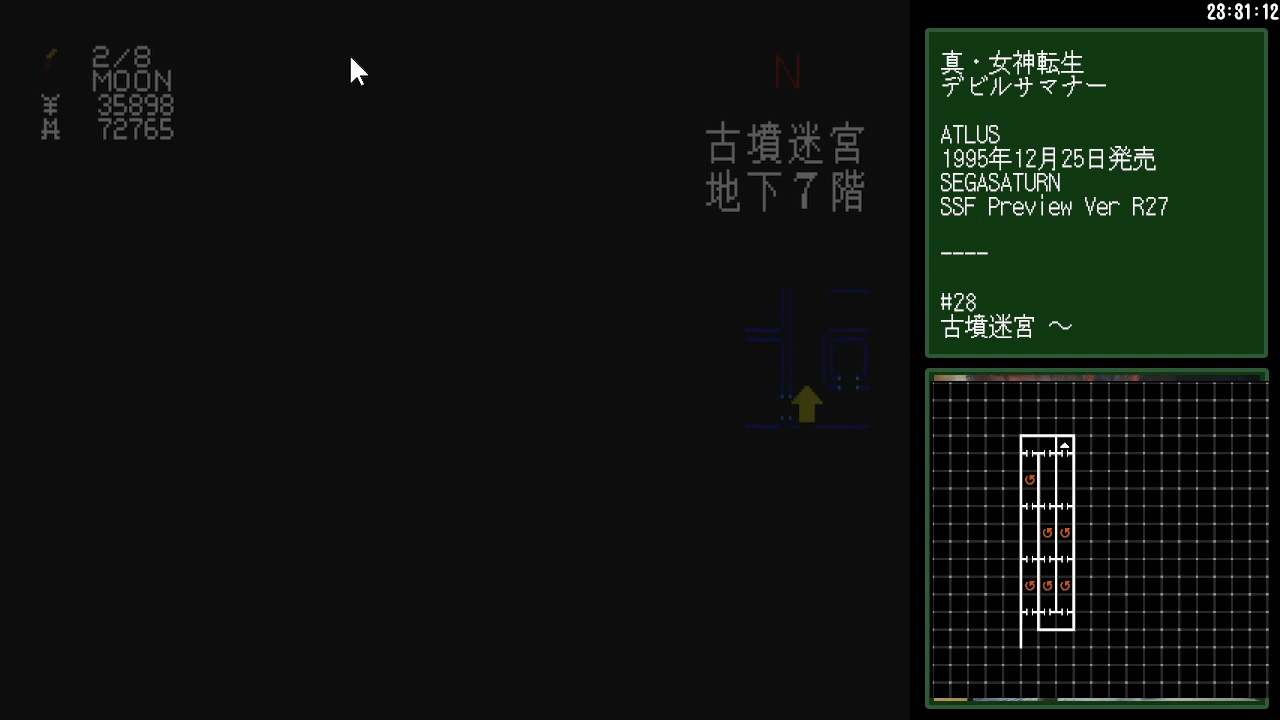 23:31:12
2/8
MOON
¥ 35898
72765
N
古墳迷宮
地下7階
真・女神転生
デビルサマナー
ATLUS
1995年12月25日発売
SEGASATURN
SSF Preview Ver R27
----
#28
古墳迷宮 ～